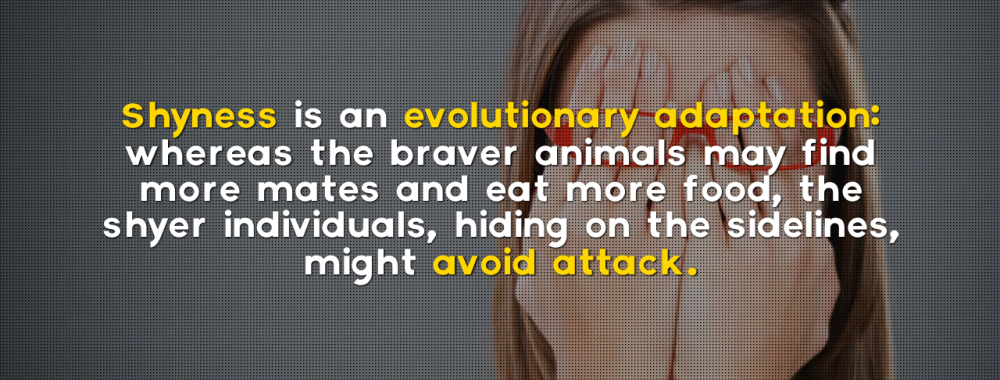 Shyness is an evolutionary adaptation:
whereas the braver animals may find
more mates and eat more food, the
shyer individuals, hiding on the sidelines,
might avoid attack.